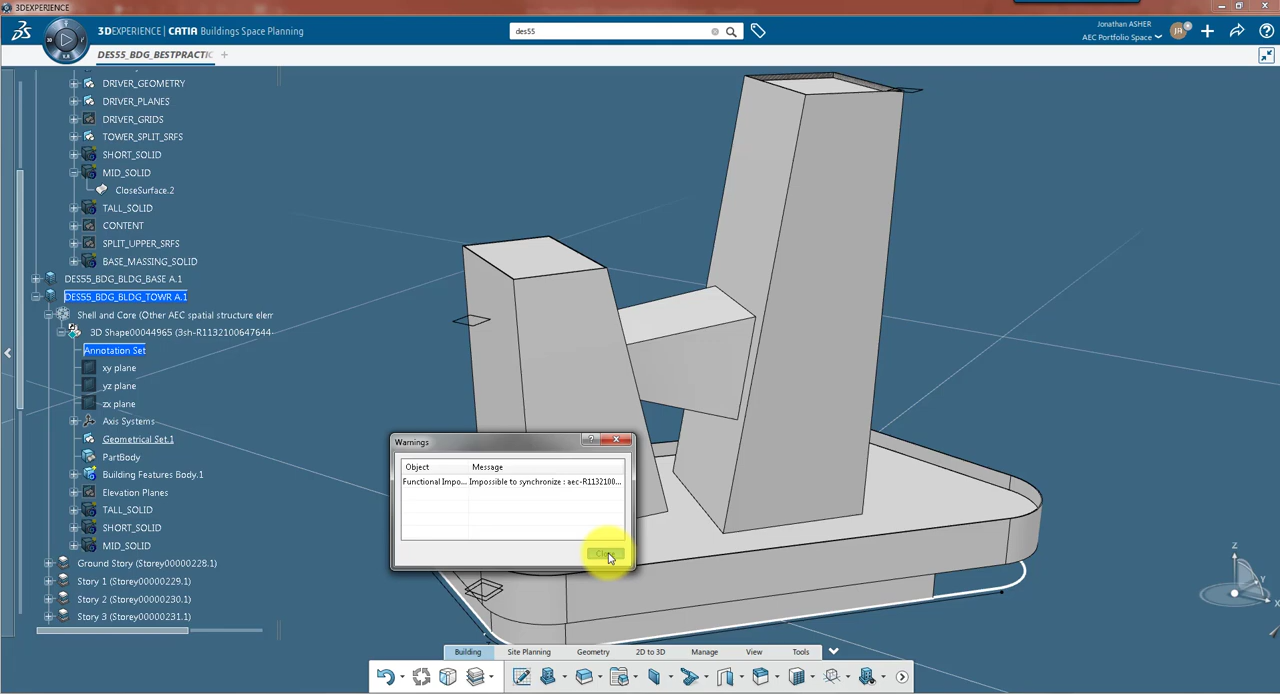 3DEXPERIENCE
3DEXPERIENCE | CATIA Buildings Space Planning
des55
Jonathan ASHER
AEC Portfolio Space
JA
DES55_BDG_BESTPRACTIC
DRIVER_GEOMETRY
DRIVER_PLANES
DRIVER_GRIDS
TOWER_SPLIT_SRFS
SHORT_SOLID
MID_SOLID
CloseSurface.2
TALL_SOLID
CONTENT
SPLIT_UPPER_SRFS
BASE_MASSING_SOLID
DES55_BDG_BLDG_BASE A.1
DES55_BDG_BLDG_TOWR A.1
Shell and Core (Other AEC spatial structure elem
3D Shape00044965 (3sh-R1132100647644-
Annotation Set
xy plane
yz plane
zx plane
Axis Systems
Geometrical Set.1
PartBody
Building Features Body.1
Elevation Planes
TALL_SOLID
SHORT_SOLID
MID_SOLID
Ground Story (Storey00000228.1)
Story 1 (Storey00000229.1)
Story 2 (Storey00000230.1)
Story 3 (Storey00000231.1)
Warnings
Object Message
Functional Impo... Impossible to synchronize : aec-R1132100...
Close
Z
Y
X
Building Site Planning Geometry 2D to 3D Manage View Tools